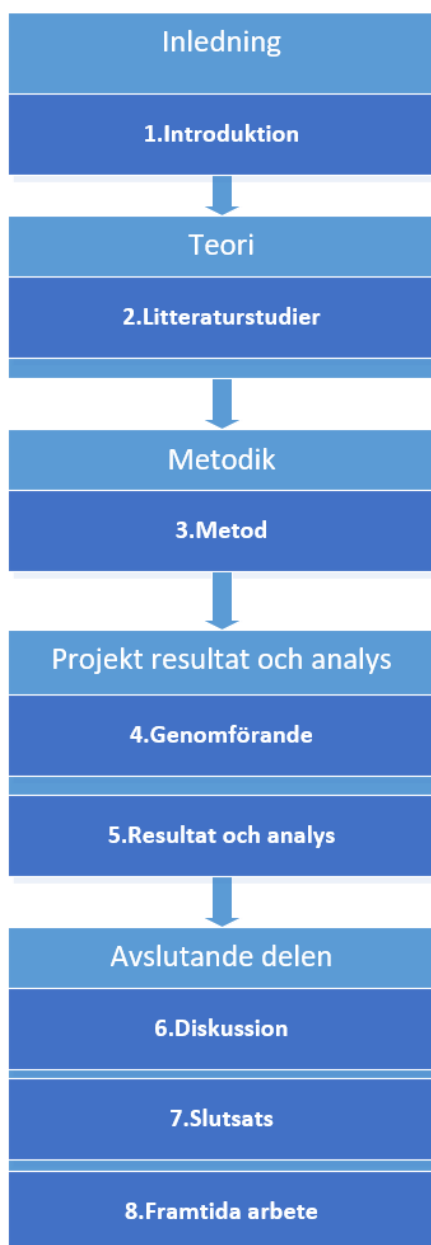 Inledning
1.Introduktion
Teori
2.Litteraturstudier
Metodik
3.Metod
Projekt resultat och analys
4.Genomförande
5.Resultat och analys
Avslutande delen
6.Diskussion
7.Slutsats
8.Framtida arbete